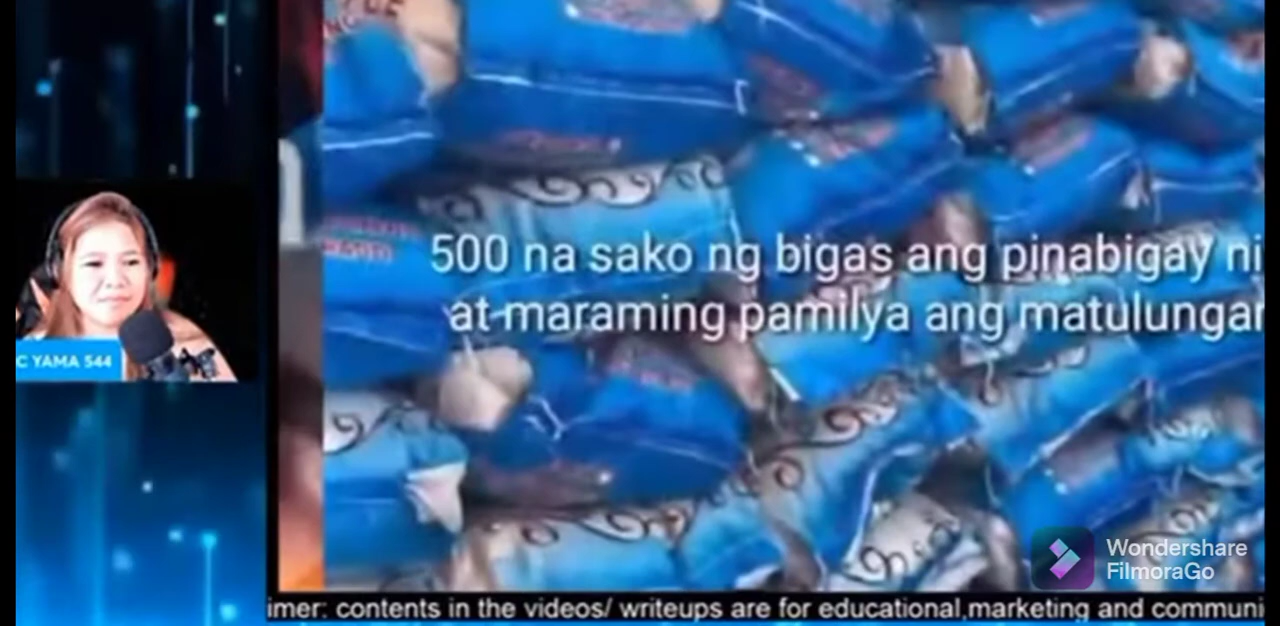 500 na sako ng bigas ang pinabigay ni
at maraming pamilya ang matulungan
C YAMA 544
Wondershare
FilmoraGo
imer: contents in the videos/ writeups are for educational,marketing and communi